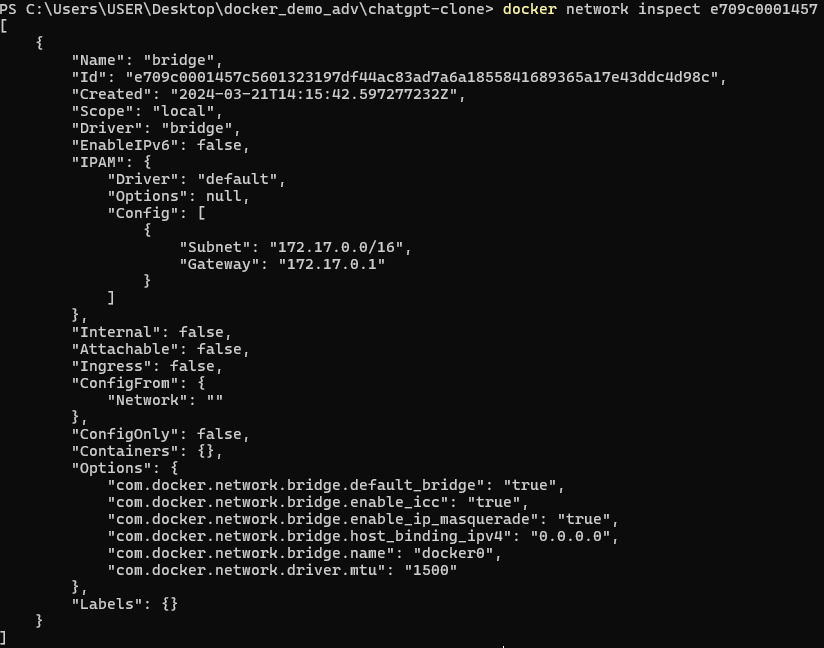 PS C:\Users\USER\Desktop\docker_demo_adv\chatgpt-clone> docker network inspect e709c0001457
[
    {
        "Name": "bridge",
        "Id": "e709c0001457c5601323197df44ac83ad7a6a1855841689365a17e43ddc4d98c",
        "Created": "2024-03-21T14:15:42.597277232Z",
        "Scope": "local",
        "Driver": "bridge",
        "EnableIPv6": false,
        "IPAM": {
            "Driver": "default",
            "Options": null,
            "Config": [
                {
                    "Subnet": "172.17.0.0/16",
                    "Gateway": "172.17.0.1"
                }
            ]
        },
        "Internal": false,
        "Attachable": false,
        "Ingress": false,
        "ConfigFrom": {
            "Network": ""
        },
        "ConfigOnly": false,
        "Containers": {},
        "Options": {
            "com.docker.network.bridge.default_bridge": "true",
            "com.docker.network.bridge.enable_icc": "true",
            "com.docker.network.bridge.enable_ip_masquerade": "true",
            "com.docker.network.bridge.host_binding_ipv4": "0.0.0.0",
            "com.docker.network.bridge.name": "docker0",
            "com.docker.network.driver.mtu": "1500"
        },
        "Labels": {}
    }
]